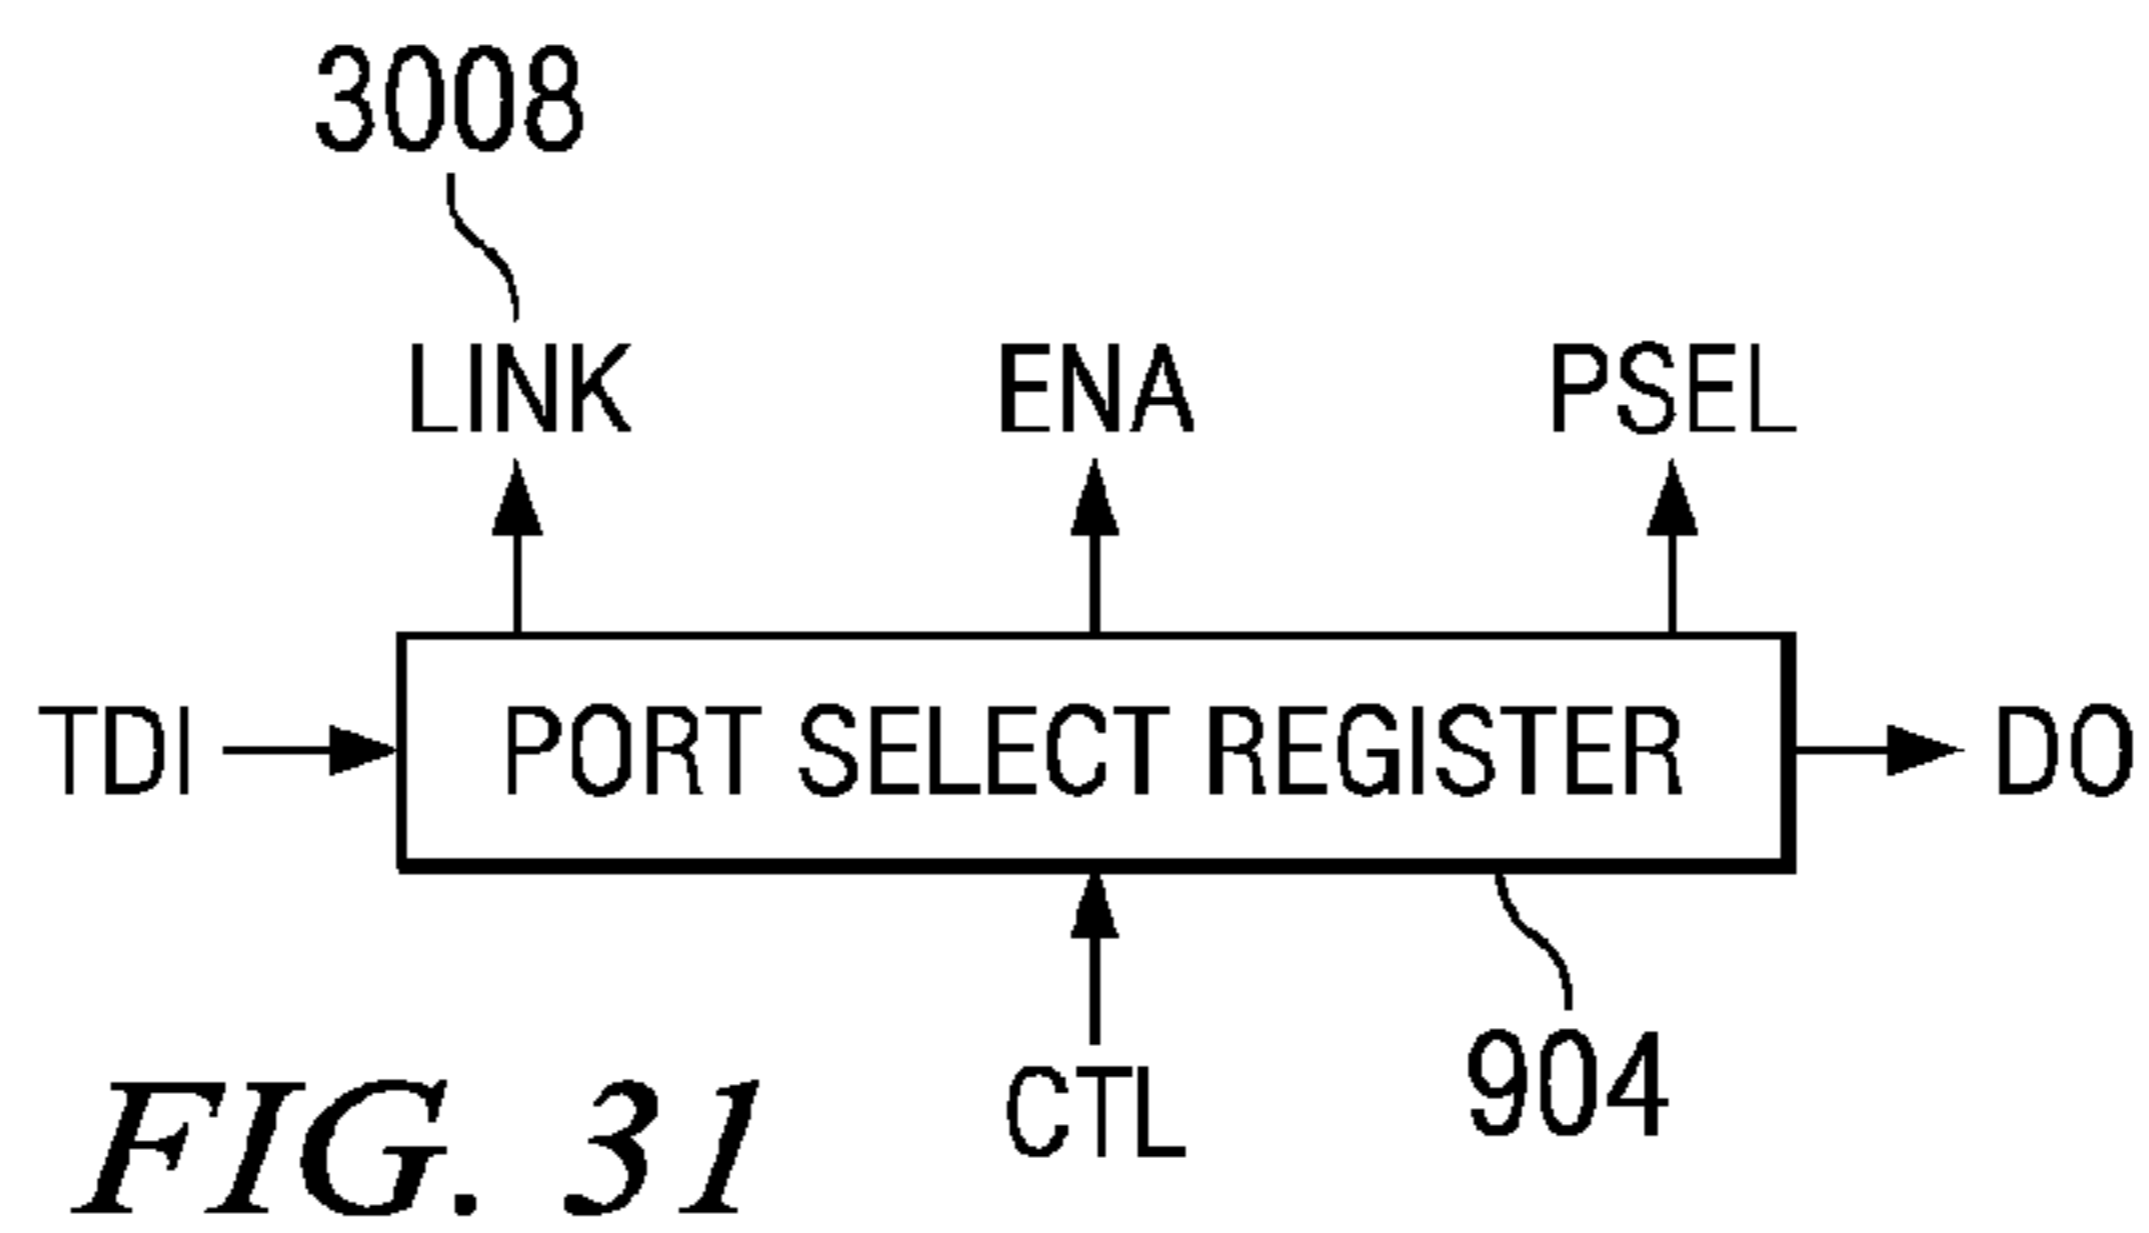 3008
LINK ENA PSEL
TDI PORT SELECT REGISTER DO
CTL 904
FIG. 31